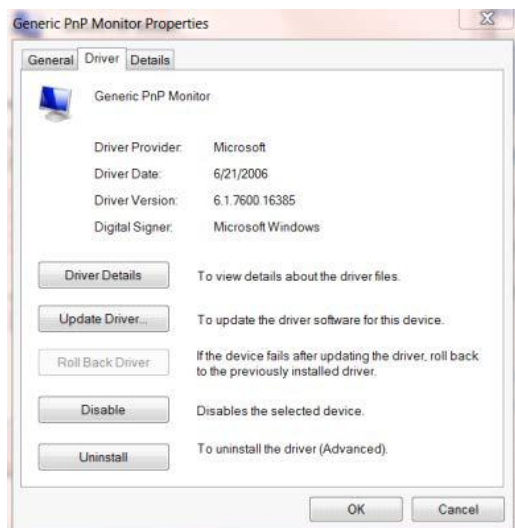 Generic PnP Monitor Properties
General Driver Details
Generic PnP Monitor
Driver Provider: Microsoft
Driver Date: 6/21/2006
Driver Version: 6.1.7600.16385
Digital Signer: Microsoft Windows
Driver Details To view details about the driver files.
Update Driver... To update the driver software for this device.
Roll Back Driver If the device fails after updating the driver, roll back
to the previously installed driver.
Disable Disables the selected device.
Uninstall To uninstall the driver (Advanced).
OK Cancel